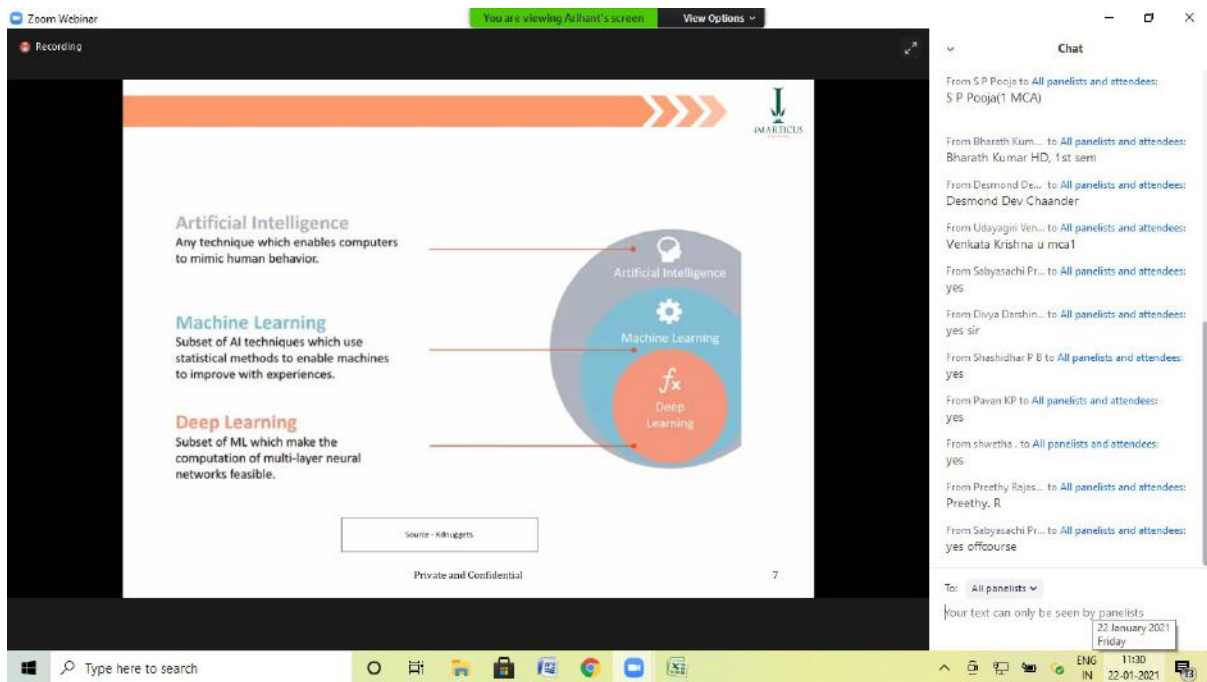 Zoom Webinar
You are viewing Arihant's screen
View Options
Recording
IMARTICUS
Artificial Intelligence
Any technique which enables computers
to mimic human behavior.
Machine Learning
Subset of AI techniques which use
statistical methods to enable machines
to improve with experiences.
Deep Learning
Subset of ML which make the
computation of multi-layer neural
networks feasible.
Artificial Intelligence
Machine Learning
fx
Deep
Learning
Source - Kdnuggets
Private and Confidential
7
Chat
From S P Pooja to All panelists and attendees:
S P Pooja(1 MCA)
From Bharath Kum... to All panelists and attendees:
Bharath Kumar HD, 1st sem
From Desmond De... to All panelists and attendees:
Desmond Dev Chaander
From Udayagiri Ven... to All panelists and attendees:
Venkata Krishna u mca1
From Sabyasachi Pr... to All panelists and attendees:
yes
From Divya Darshin... to All panelists and attendees:
yes sir
From Shashidhar P B to All panelists and attendees:
yes
From Pavan KP to All panelists and attendees:
yes
From shwetha . to All panelists and attendees:
yes
From Preethy Rajas... to All panelists and attendees:
Preethy. R
From Sabyasachi Pr... to All panelists and attendees:
yes offcourse
To: All panelists
Your text can only be seen by panelists
22 January 2021
Friday
Type here to search
ENG
IN
11:30
22-01-2021
13